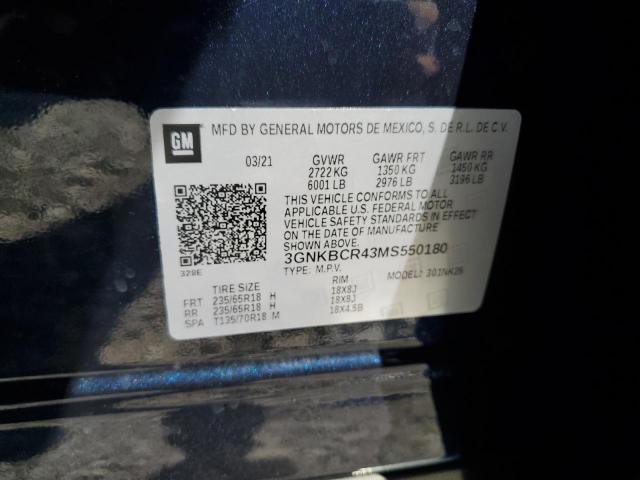 GM
MFD BY GENERAL MOTORS DE MEXICO, S. DE R.L. DE C.V.
03/21 GVWR GAWR FRT GAWR RR
2722 KG 1350 KG 1450 KG
6001 LB 2976 LB 3196 LB
THIS VEHICLE CONFORMS TO ALL
APPLICABLE U.S. FEDERAL MOTOR
VEHICLE SAFETY STANDARDS IN EFFECT
ON THE DATE OF MANUFACTURE
SHOWN ABOVE.
3GNKBCR43MS550180
TYPE: M.P.V. MODEL: 301NK26
328E
TIRE SIZE RIM
FRT 235/65R18 H 18X8J
RR 235/65R18 H 18X8J
SPA T135/70R18 M 18X4.5B